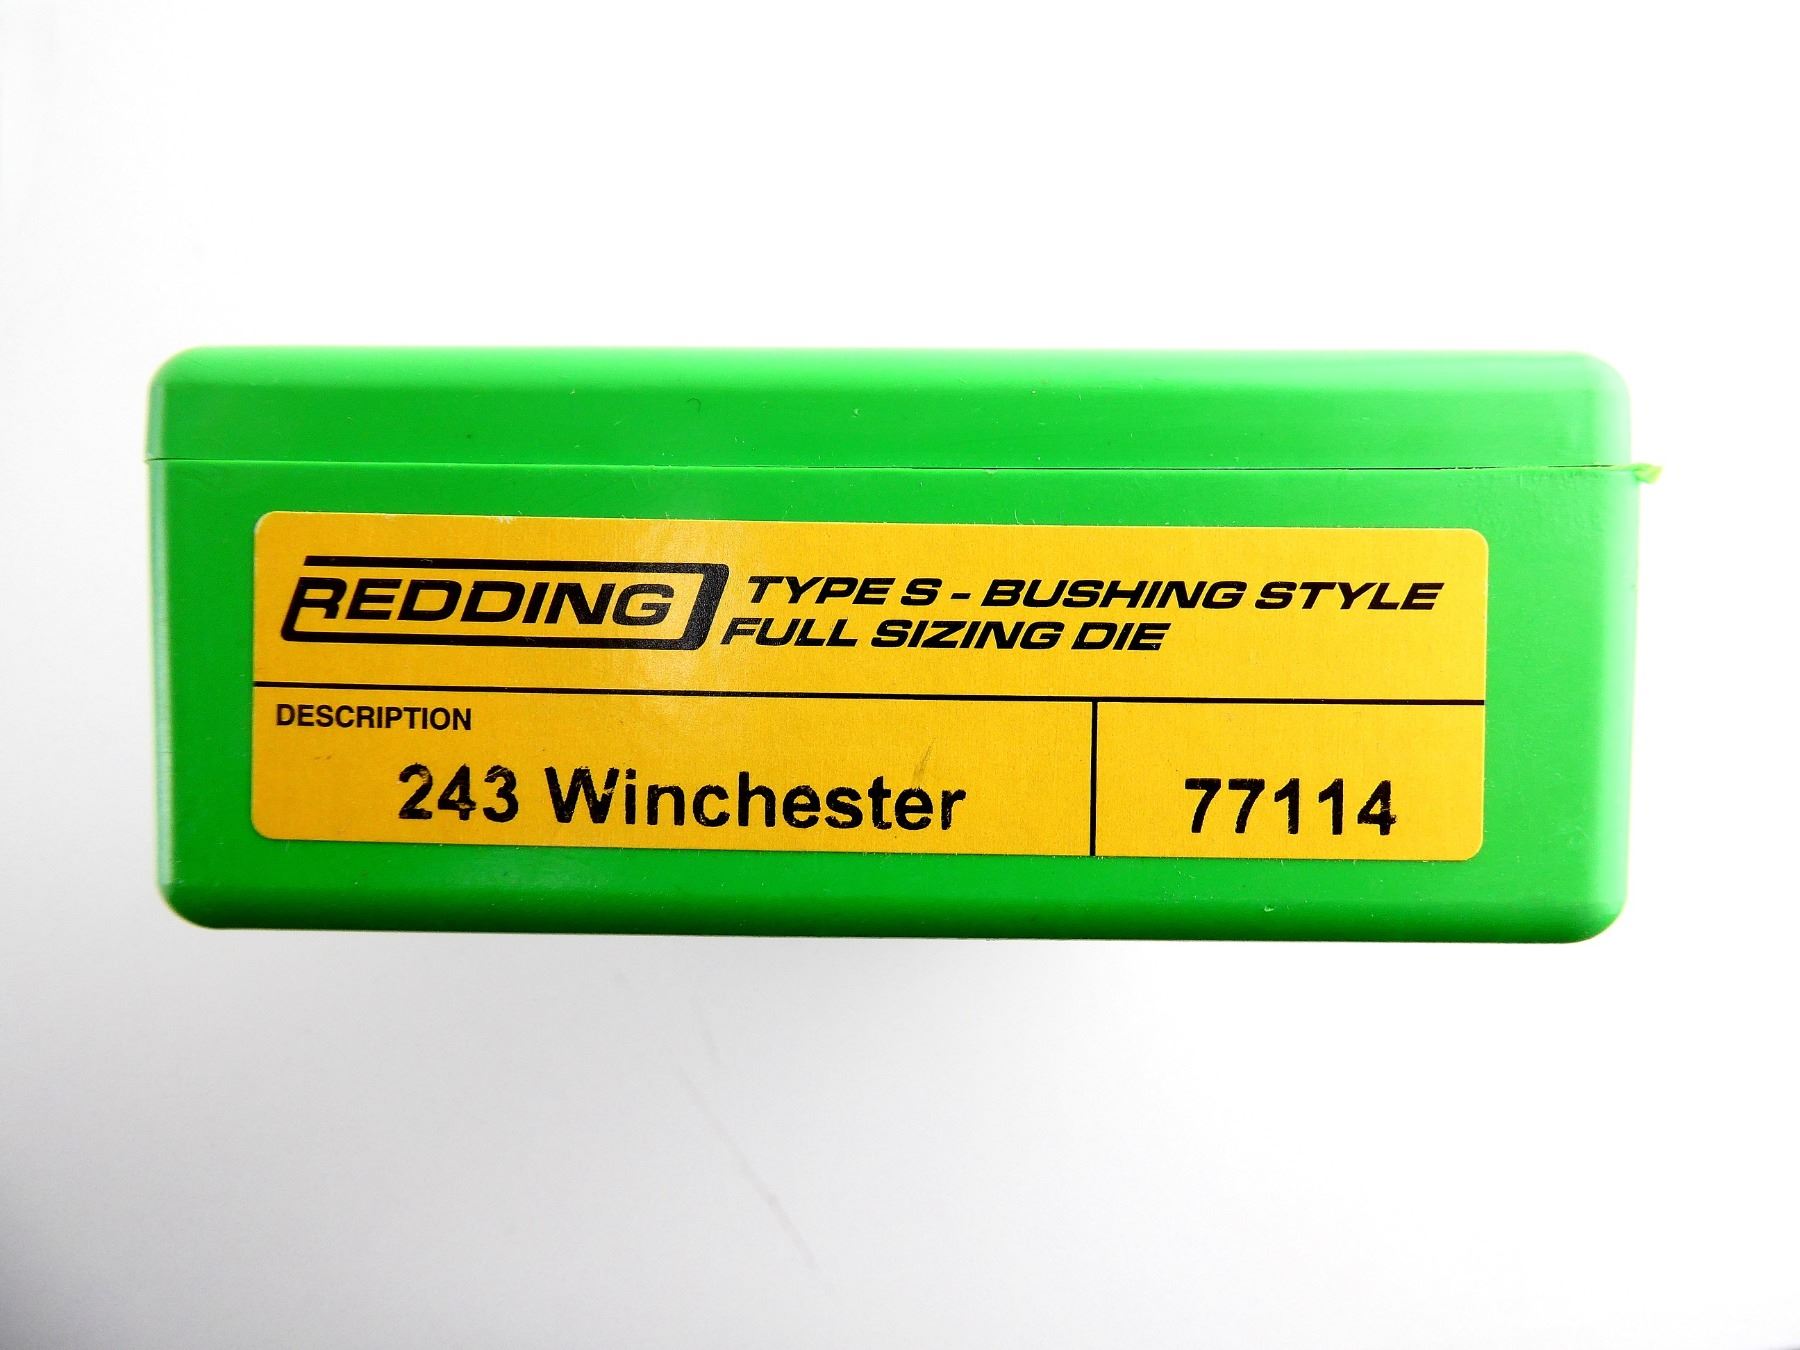 REDDING TYPE S - BUSHING STYLE
FULL SIZING DIE
DESCRIPTION
243 Winchester 77114